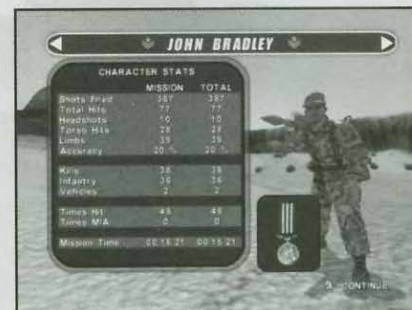 JOHN BRADLEY
CHARACTER STATS
MISSION TOTAL
Shots Fired 387 387
Total Hits 77 77
Headshots 10 10
Torso Hits 28 28
Limbs 39 39
Accuracy 20 % 20 %
Kills 38 38
Infantry 36 36
Vehicles 2 2
Times Hit 48 48
Times MIA 0 0
Mission Time 00:15:21 00:15:21
CONTINUE